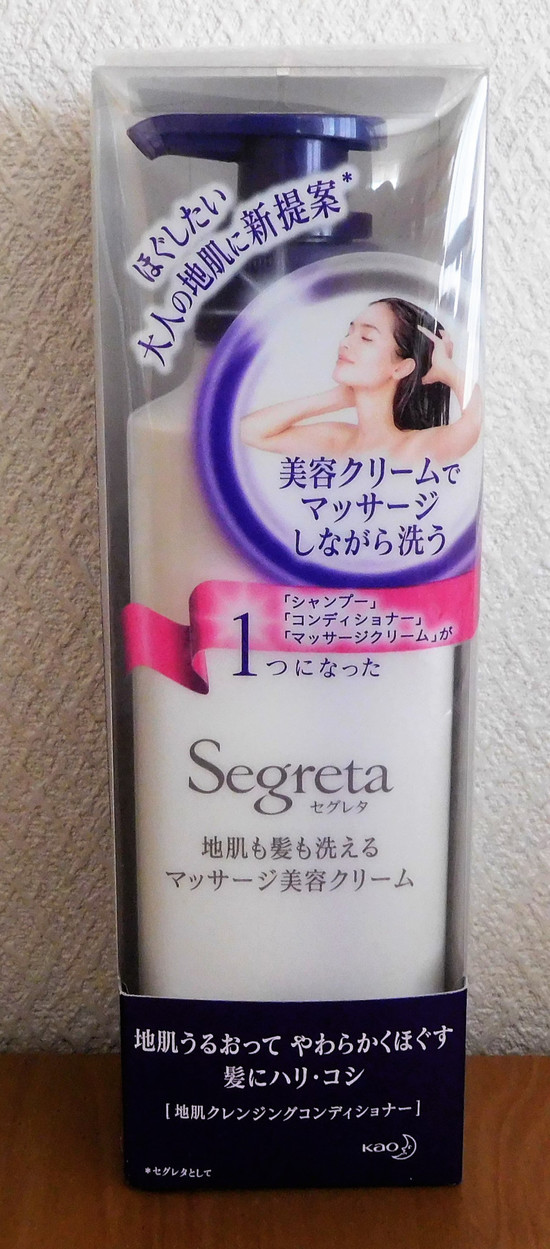 ほぐしたい
大人の地肌に新提案*
美容クリームで
マッサージ
しながら洗う
「シャンプー」
「コンディショナー」
「マッサージクリーム」が
1つになった
Segreta
セグレタ
地肌も髪も洗える
マッサージ美容クリーム
地肌うるおって やわらかくほぐす
髪にハリ・コシ
[地肌クレンジングコンディショナー]
Kao
*セグレタとして